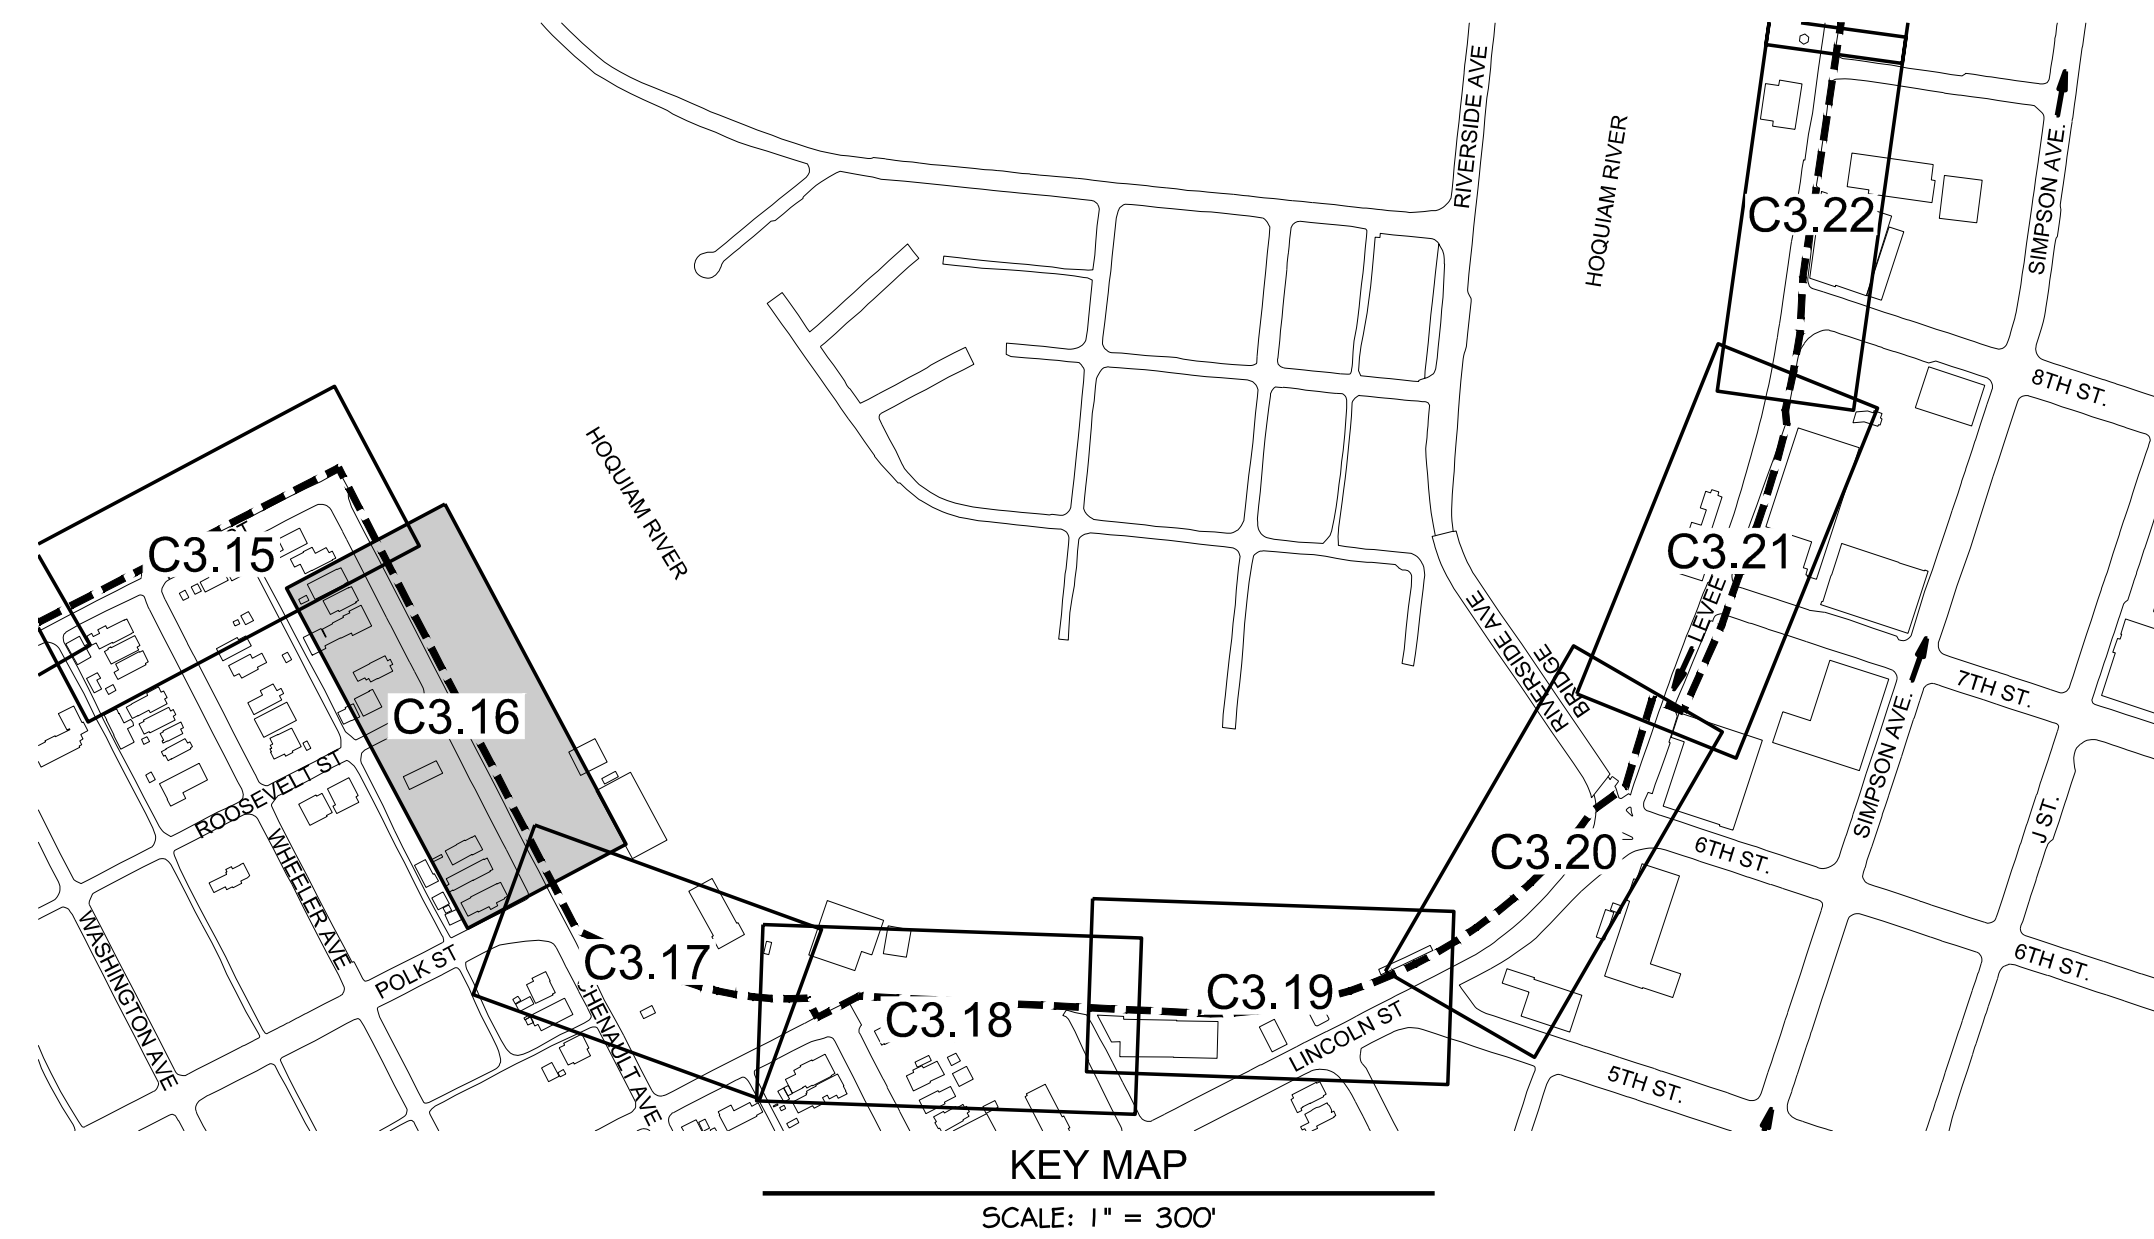 RIVERSIDE AVE
HOQUIAM RIVER
SIMPSON AVE.
C3.22
8TH ST.
HOQUIAM RIVER
C3.15
ST
C3.21
LEVEE
RIVERSIDE AVE
RIVERSIDE AVE
BRIDGE
7TH ST.
C3.16
SIMPSON AVE.
ROOSEVELT ST
WHEELER AVE
J ST.
C3.20
6TH ST.
WASHINGTON AVE
POLK ST
C3.17
6TH ST.
CHENAULT AVE
C3.18
C3.19
LINCOLN ST
5TH ST.
KEY MAP
SCALE: 1" = 300'